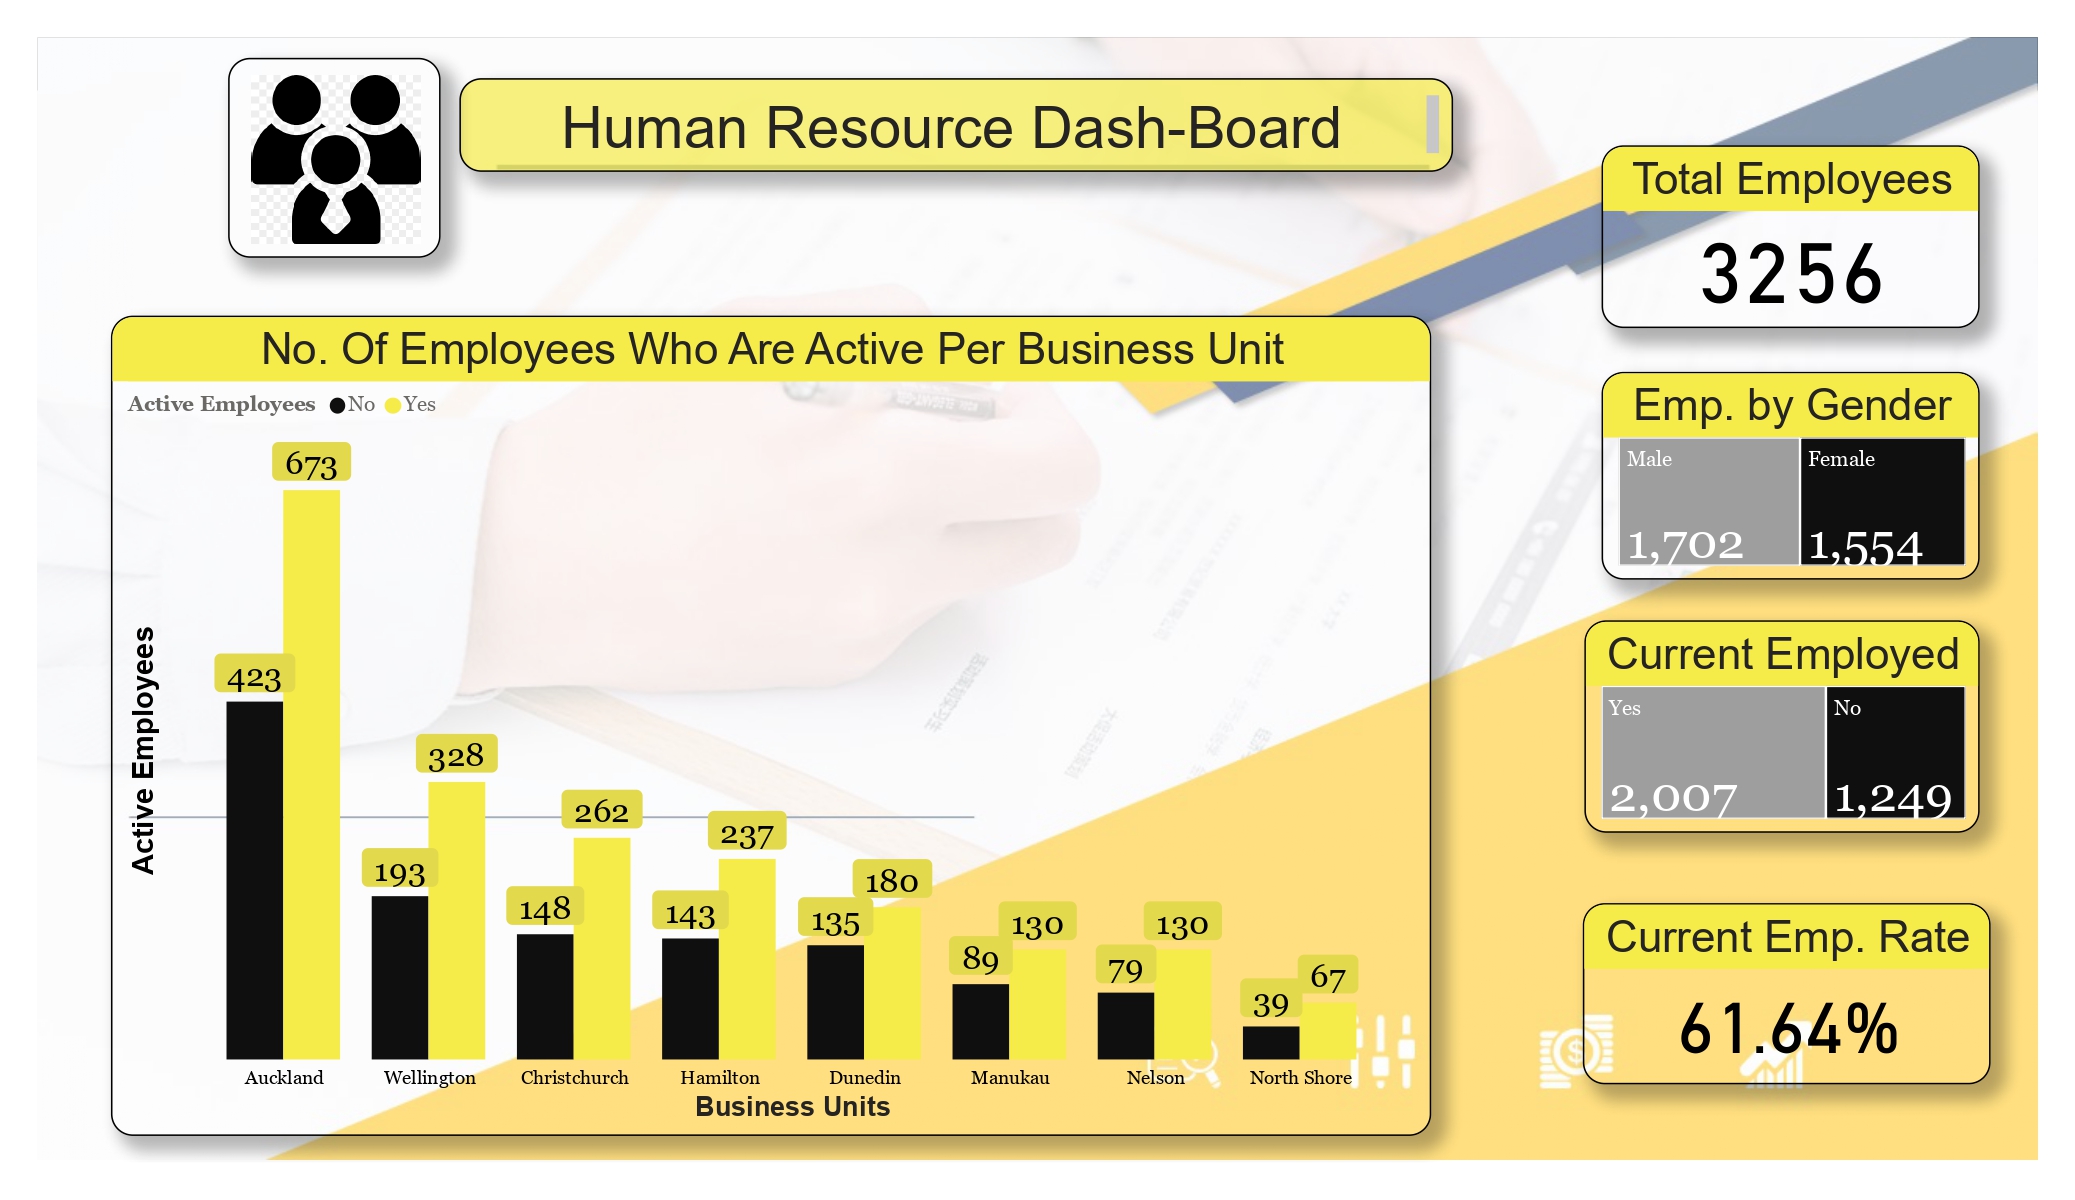 Human Resource Dash-Board
Total Employees
3256
Emp. by Gender
Male
Female
1,702
1,554
Current Employed
Yes
No
2,007
1,249
Current Emp. Rate
61.64%
No. Of Employees Who Are Active Per Business Unit
Active Employees No Yes
Active Employees
423
673
193
328
148
262
143
237
135
180
89
130
79
130
39
67
Auckland
Wellington
Christchurch
Hamilton
Dunedin
Manukau
Nelson
North Shore
Business Units